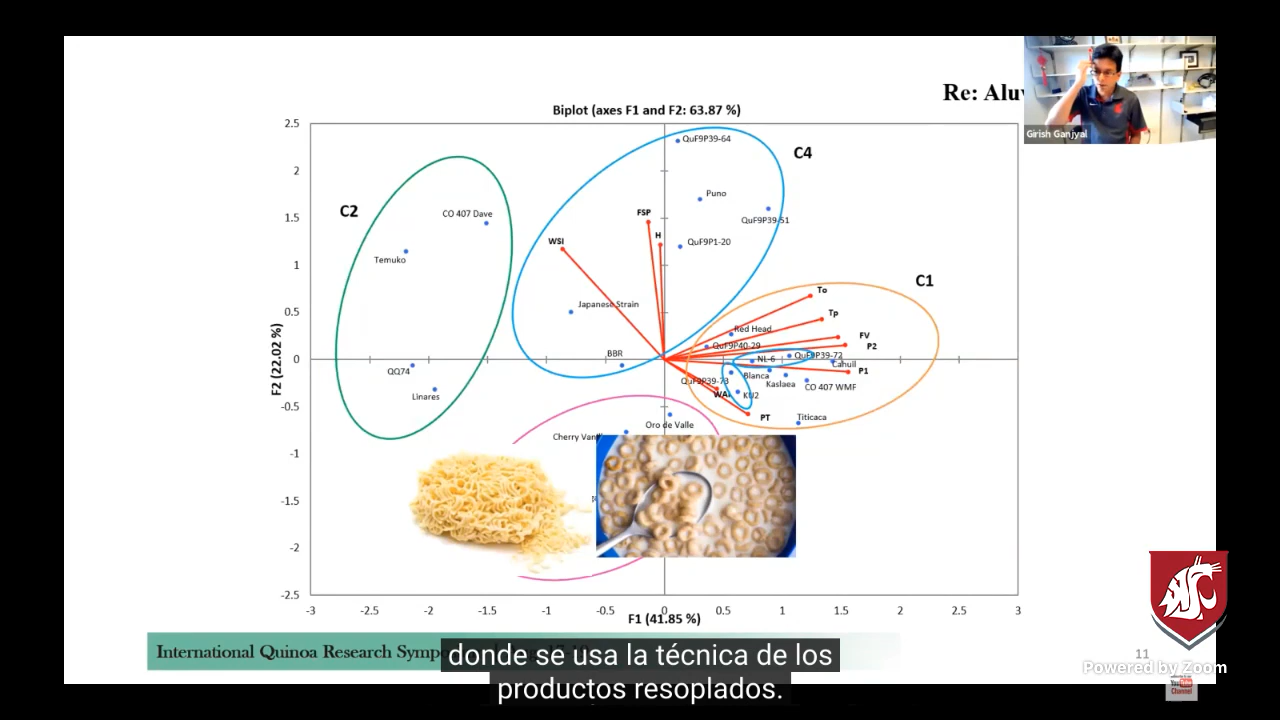 Re: Aluw
Girish Ganjyal
Biplot (axes F1 and F2: 63.87 %)
2.5
2
1.5
1
0.5
0
-0.5
-1
-1.5
-2
-2.5
F2 (22.02 %)
C2
CO 407 Dave
Temuko
QQ74
Linares
C4
QuF9P39-64
Puno
QuF9P39-51
QuF9P1-20
FSP
H
WSI
Japanese Strain
BBR
C1
To
Tp
FV
P2
P1
Red Head
QuF9P40-29
NL-6
QuF9P39-72
Cahuil
Blanca
Kaslaea
CO 407 WMF
QuF9P39-73
WAI
KU2
PT
Titicaca
Oro de Valle
Cherry Vanil
-3
-2.5
-2
-1.5
-1
-0.5
0
0.5
1
1.5
2
2.5
3
F1 (41.85 %)
International Quinoa Research Symp
donde se usa la técnica de los
productos resoplados.
11
Powered by Zoom
YouTube
Channel